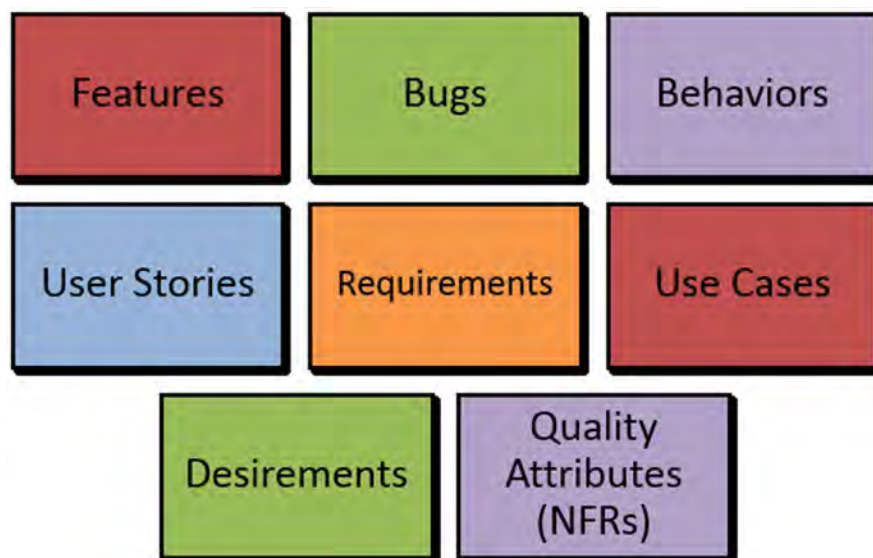 Features
Bugs
Behaviors
User Stories
Requirements
Use Cases
Desirements
Quality
Attributes
(NFRs)